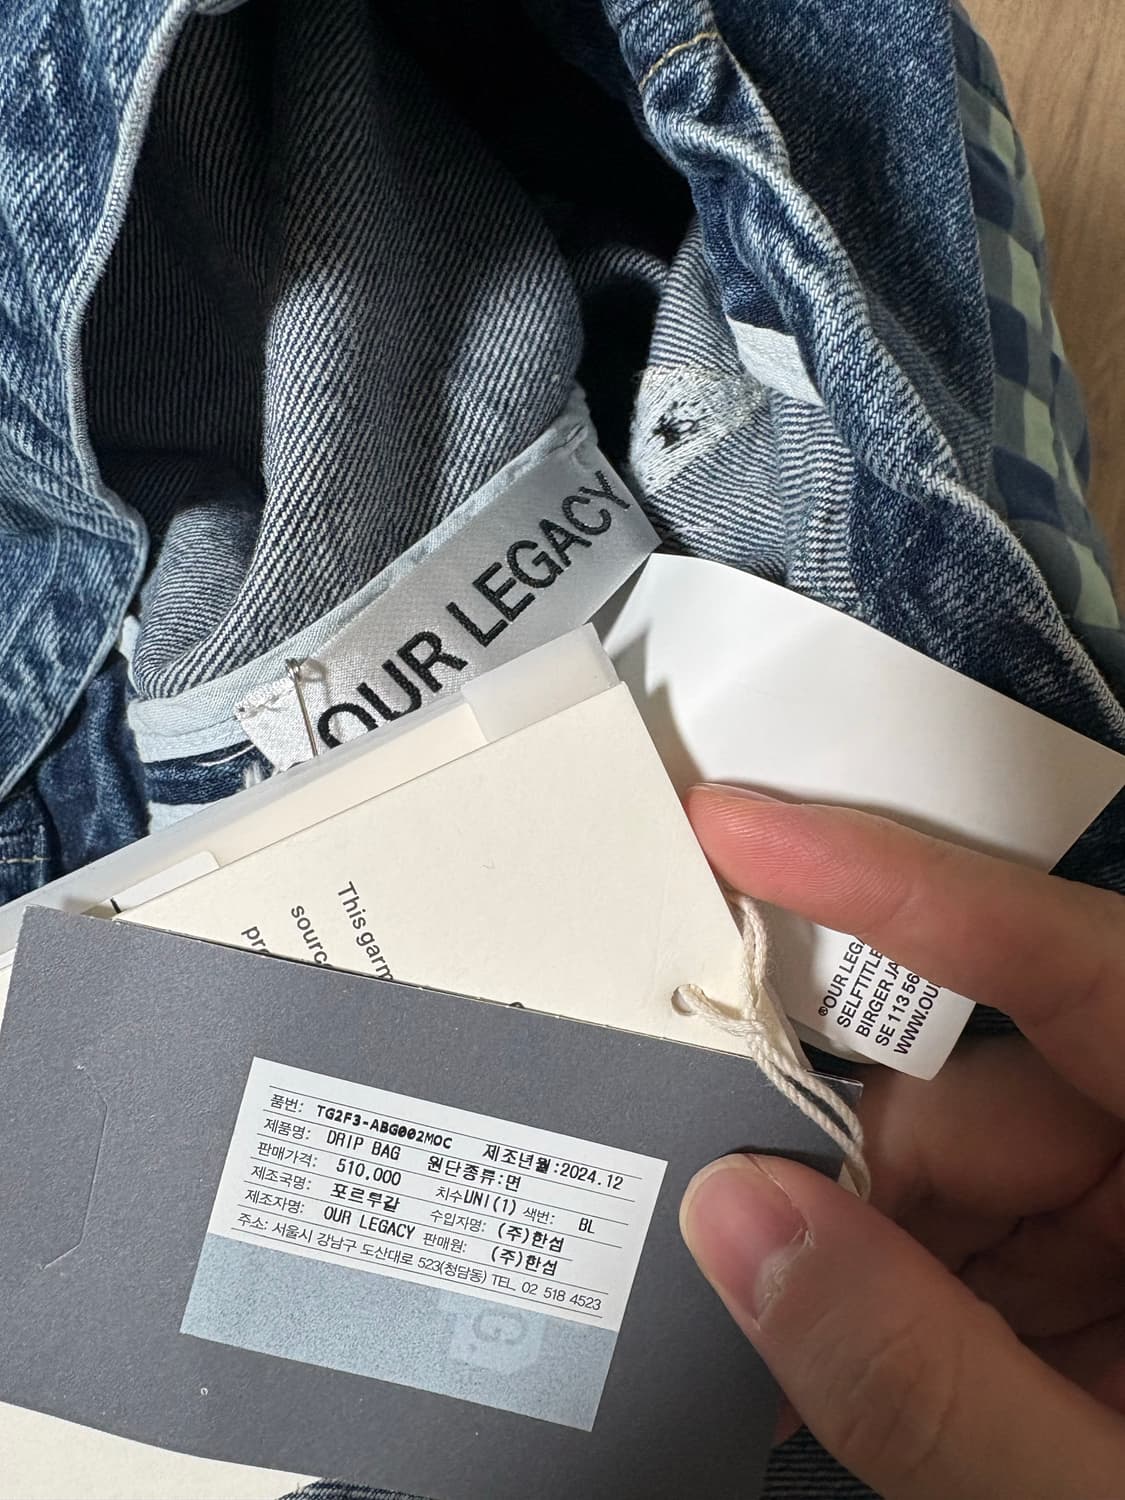 OUR LEGACY
This garm
sourc
pr
®OUR LEG
SELFTITLE
BIRGER JA
SE 113 56
WWW.OU
품번: TG2F3-ABG002MOC
제품명: DRIP BAG 제조년월:2024.12
판매가격: 510,000 원단종류:면
제조국명: 포르투갈 치수UNI(1) 색번: BL
제조자명: OUR LEGACY 수입자명: (주)한섬
판매원: (주)한섬
주소: 서울시 강남구 도산대로 523(청담동) TEL. 02 518 4523
G.